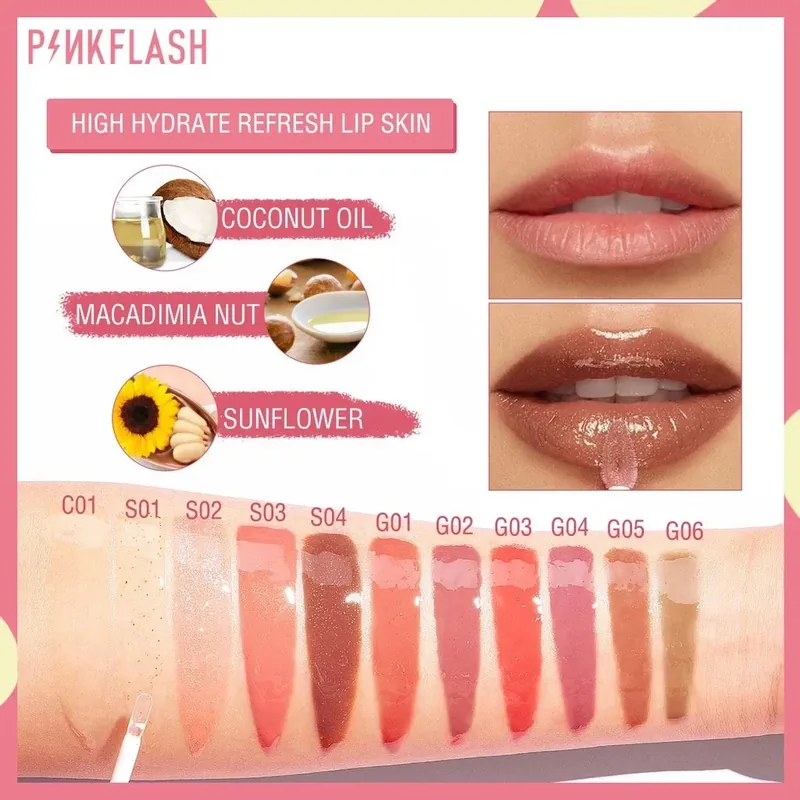 PINKFLASH
HIGH HYDRATE REFRESH LIP SKIN
COCONUT OIL
MACADIMIA NUT
SUNFLOWER
C01 S01 S02 S03 S04 G01 G02 G03 G04 G05 G06